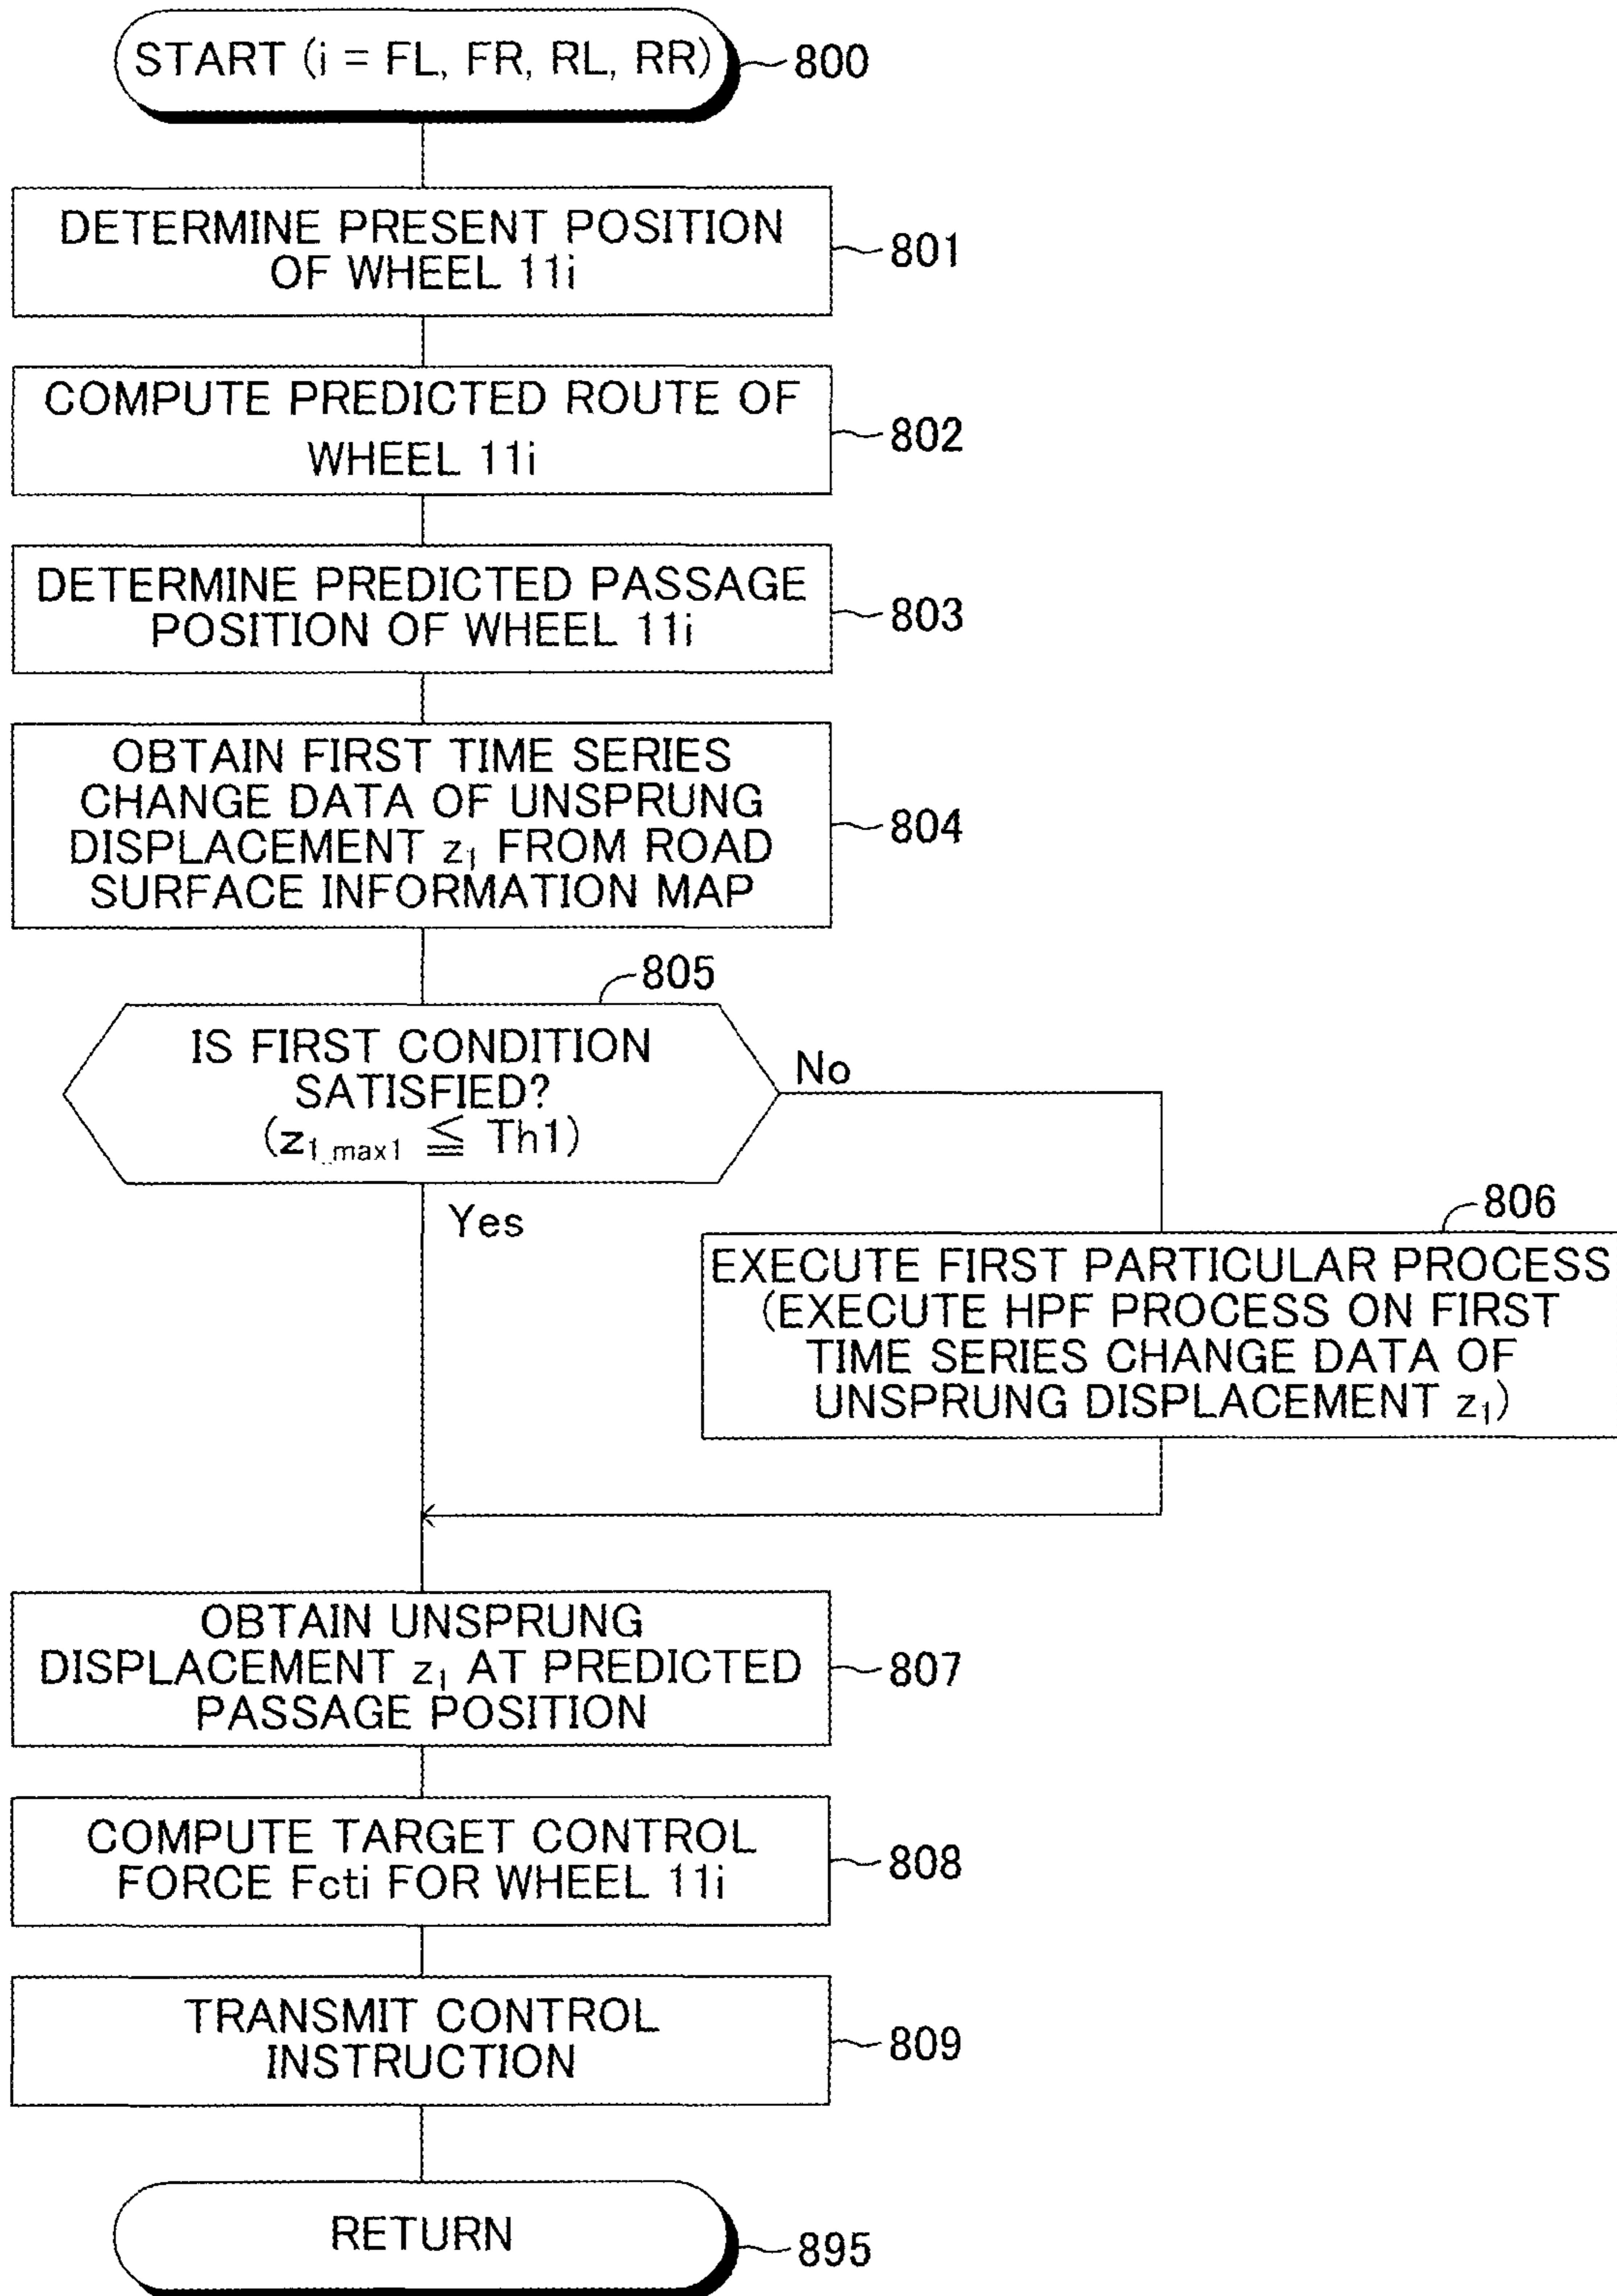 START (i = FL, FR, RL, RR)
800
DETERMINE PRESENT POSITION
OF WHEEL 11i
801
COMPUTE PREDICTED ROUTE OF
WHEEL 11i
802
DETERMINE PREDICTED PASSAGE
POSITION OF WHEEL 11i
803
OBTAIN FIRST TIME SERIES
CHANGE DATA OF UNSPRUNG
DISPLACEMENT z₁ FROM ROAD
SURFACE INFORMATION MAP
804
805
IS FIRST CONDITION
SATISFIED?
(z₁_max1 ≦ Th1)
No
Yes
806
EXECUTE FIRST PARTICULAR PROCESS
(EXECUTE HPF PROCESS ON FIRST
TIME SERIES CHANGE DATA OF
UNSPRUNG DISPLACEMENT z₁)
OBTAIN UNSPRUNG
DISPLACEMENT z₁ AT PREDICTED
PASSAGE POSITION
807
COMPUTE TARGET CONTROL
FORCE Fcti FOR WHEEL 11i
808
TRANSMIT CONTROL
INSTRUCTION
809
RETURN
895